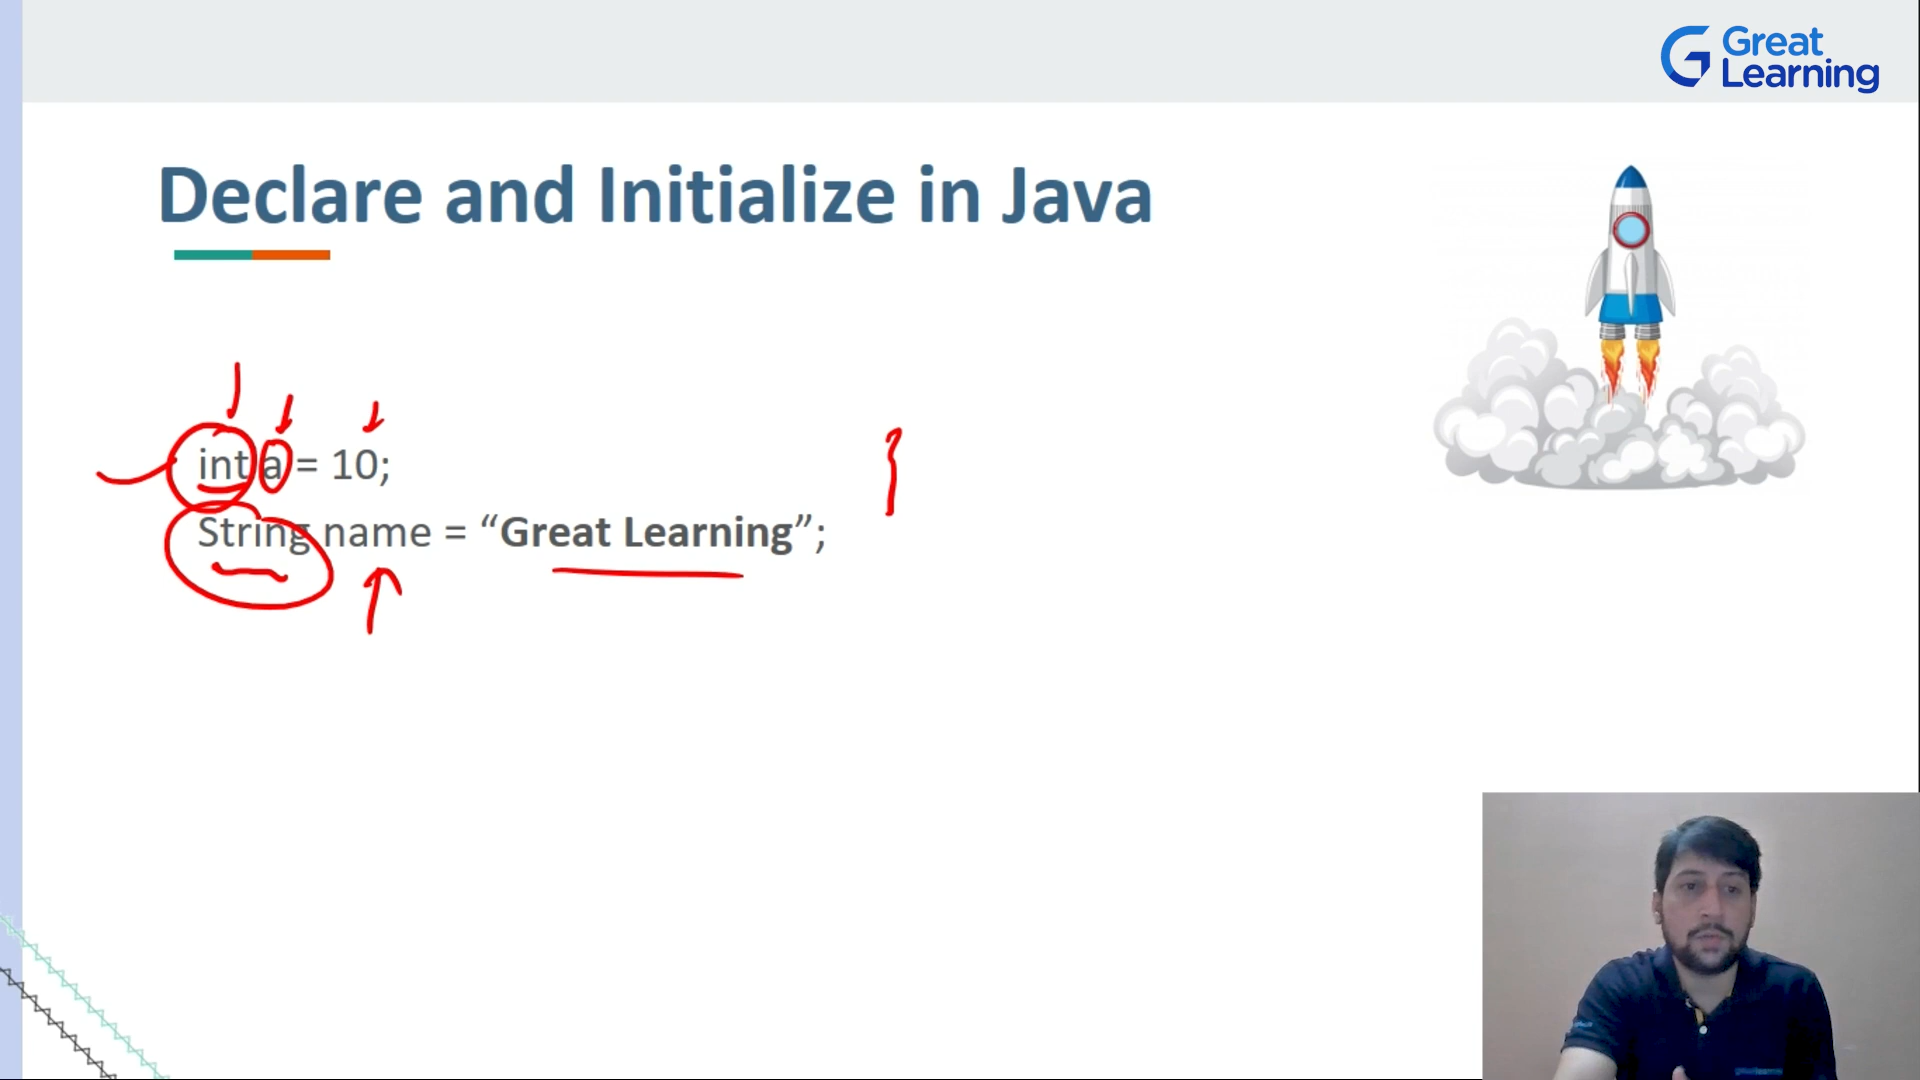 Great
Learning
Declare and Initialize in Java
int a = 10;
String name = “Great Learning”;